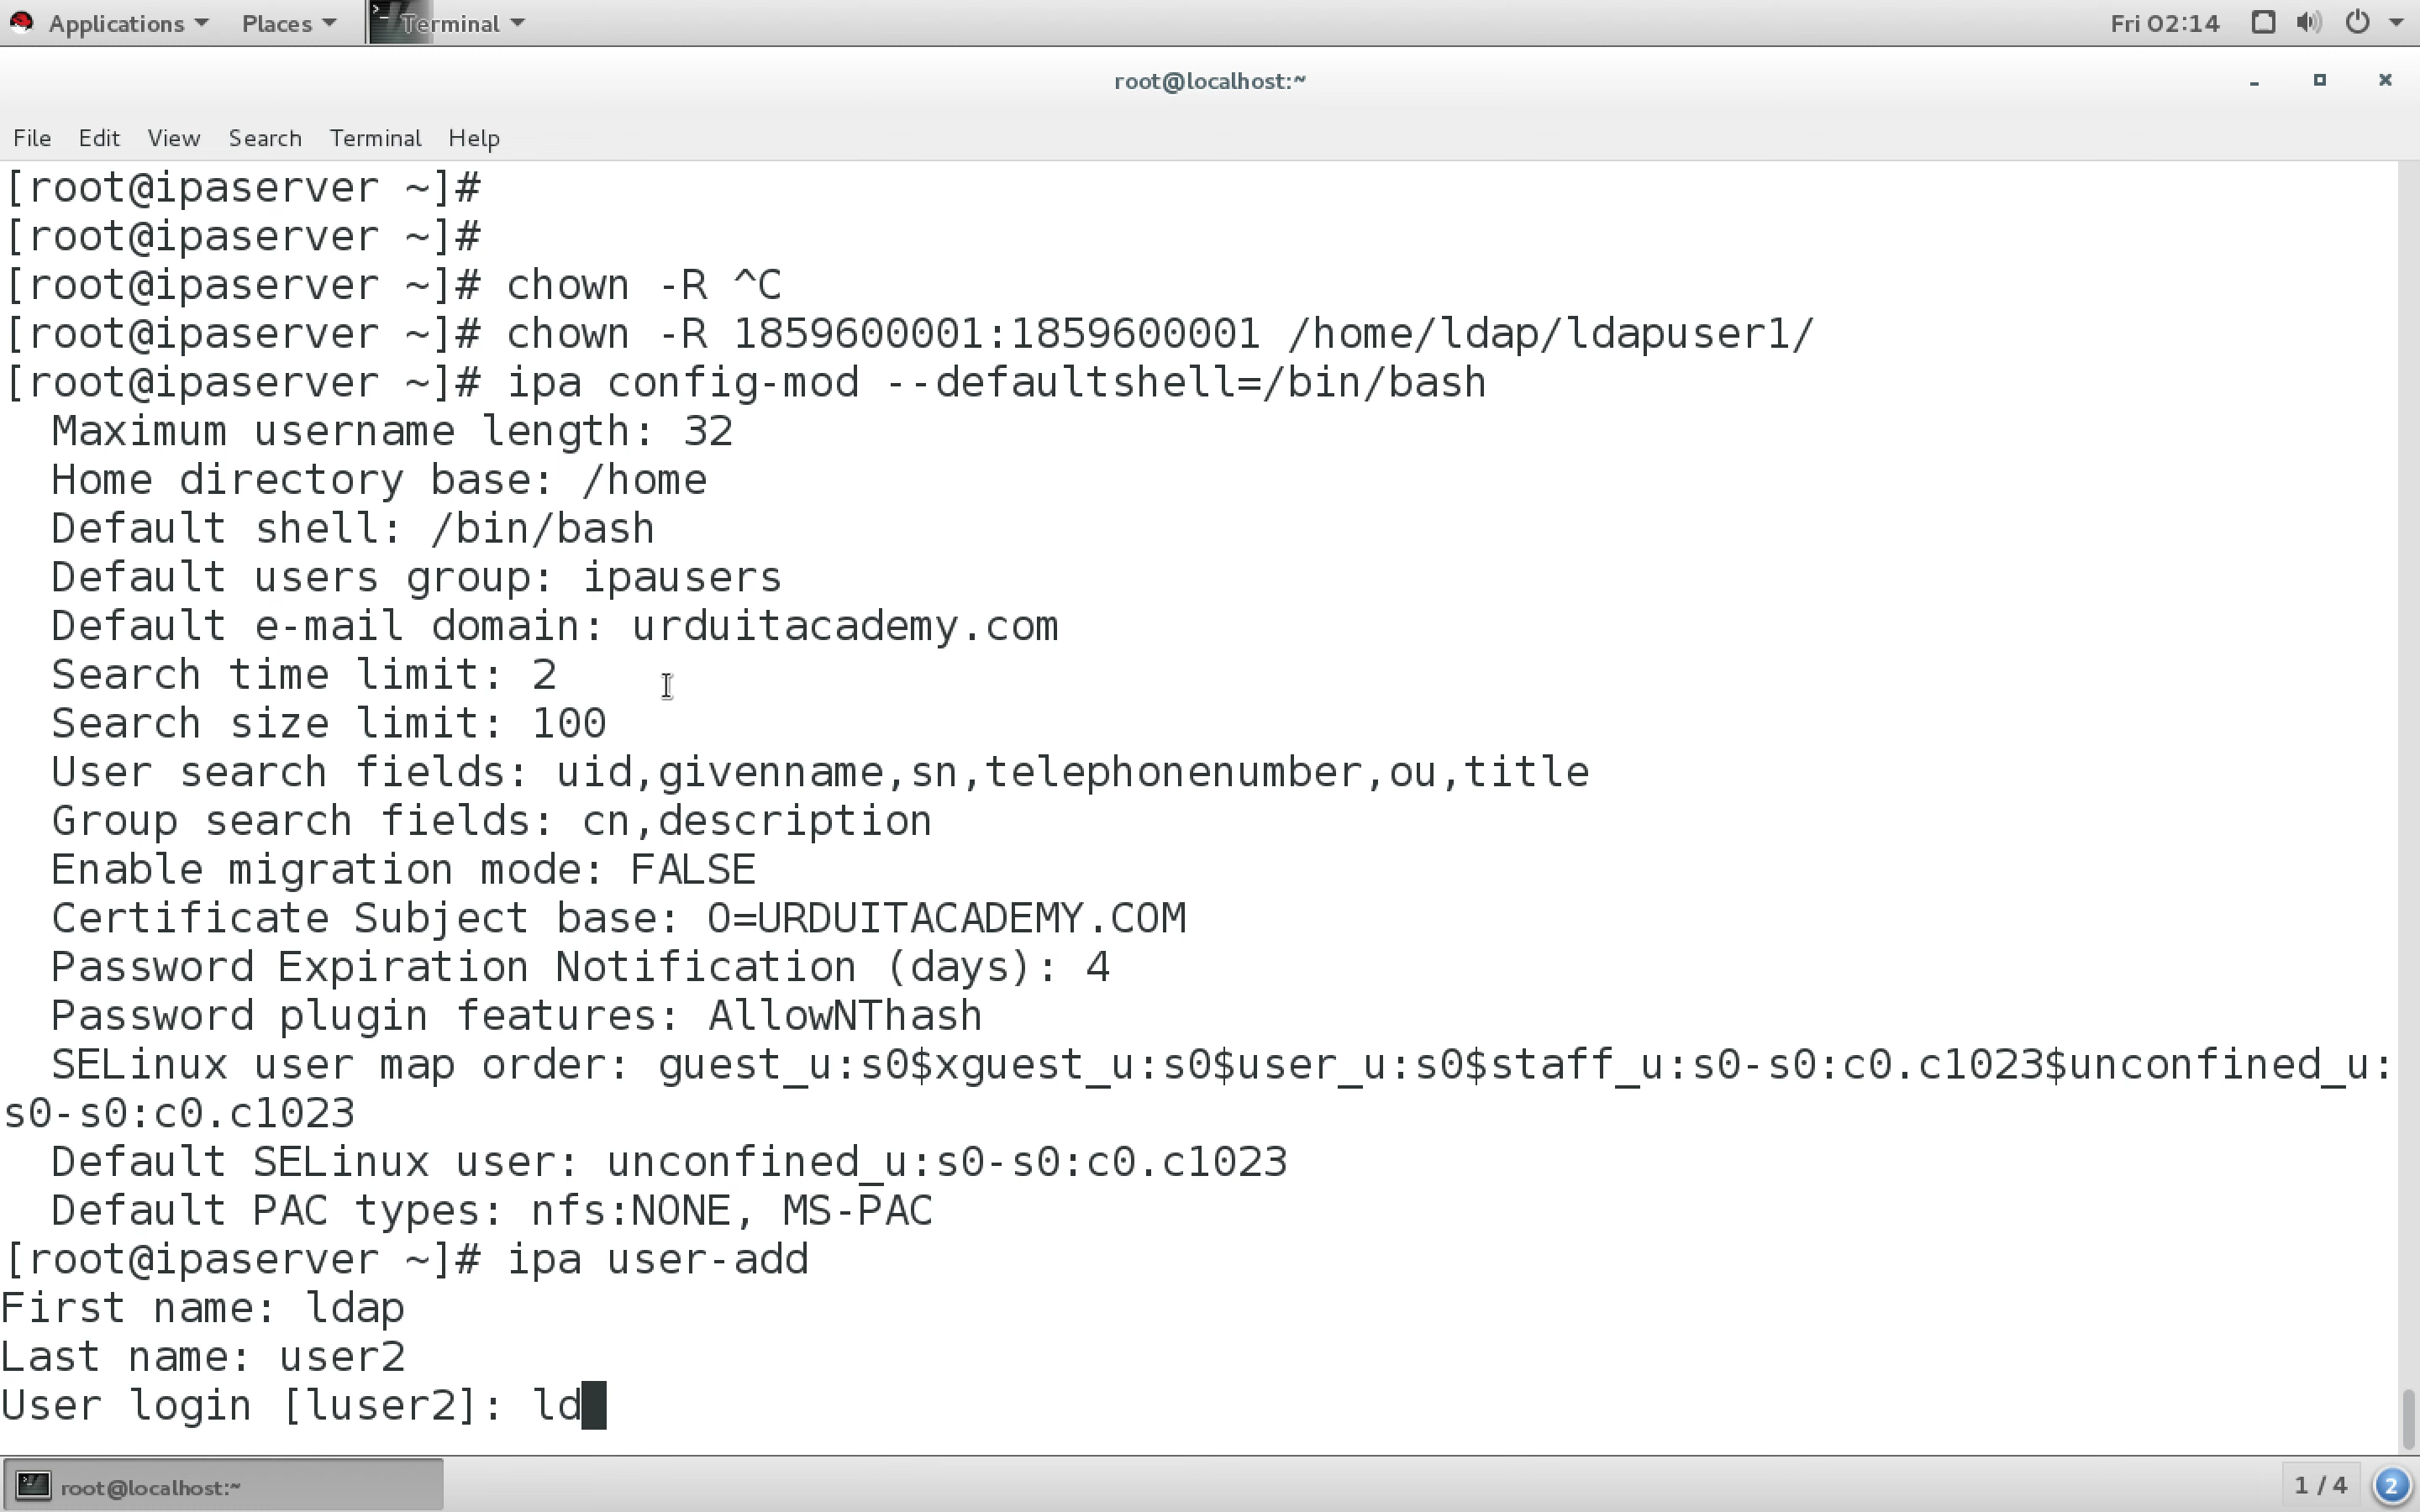 Applications Places Terminal Fri 02:14
root@localhost:~
File Edit View Search Terminal Help
[root@ipaserver ~]#
[root@ipaserver ~]#
[root@ipaserver ~]# chown -R ^C
[root@ipaserver ~]# chown -R 1859600001:1859600001 /home/ldap/ldapuser1/
[root@ipaserver ~]# ipa config-mod --defaultshell=/bin/bash
Maximum username length: 32
Home directory base: /home
Default shell: /bin/bash
Default users group: ipausers
Default e-mail domain: urduitacademy.com
Search time limit: 2
Search size limit: 100
User search fields: uid,givenname,sn,telephonenumber,ou,title
Group search fields: cn,description
Enable migration mode: FALSE
Certificate Subject base: O=URDUITACADEMY.COM
Password Expiration Notification (days): 4
Password plugin features: AllowNThash
SELinux user map order: guest_u:s0$xguest_u:s0$user_u:s0$staff_u:s0-s0:c0.c1023$unconfined_u:
s0-s0:c0.c1023
Default SELinux user: unconfined_u:s0-s0:c0.c1023
Default PAC types: nfs:NONE, MS-PAC
[root@ipaserver ~]# ipa user-add
First name: ldap
Last name: user2
User login [luser2]: ld
root@localhost:~ 1 / 4 2